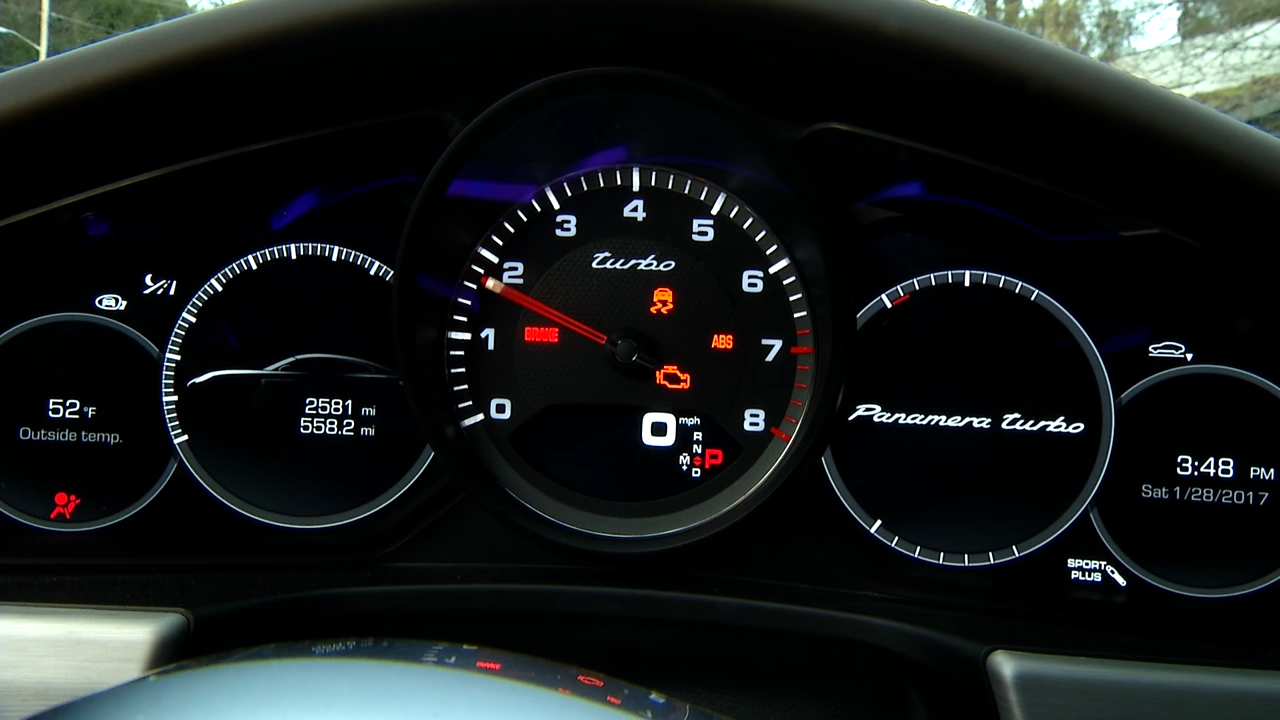 52 °F
Outside temp.
2581 mi
558.2 mi
0
1
2
3
4
5
6
7
8
turbo
BRAKE
ABS
0 mph
R
N
D
M
+
P
Panamera turbo
3:48 PM
Sat 1/28/2017
SPORT
PLUS
BRAKE